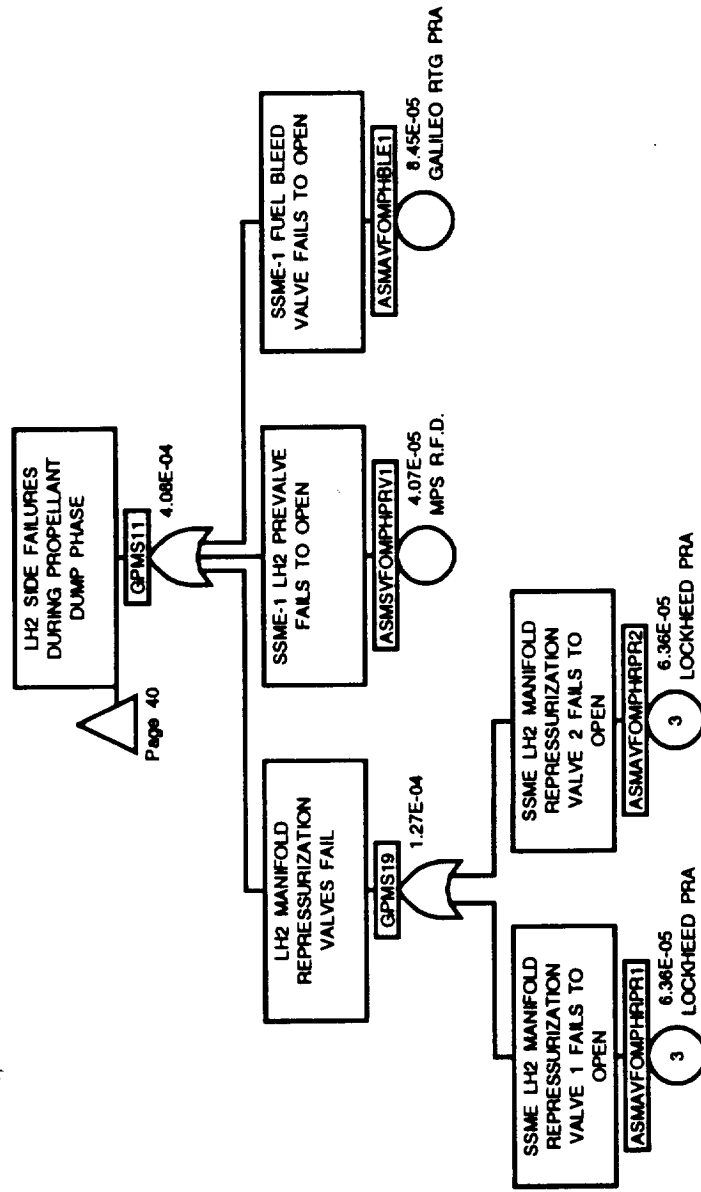 LH2 SIDE FAILURES
DURING PROPELLANT
DUMP PHASE
Page 40
GPMS11
4.08E-04
LH2 MANIFOLD
REPRESSURIZATION
VALVES FAIL
GPMS19
1.27E-04
SSME-1 LH2 PREVALVE
FAILS TO OPEN
ASMSVFOMPHPRV1
4.07E-05
MPS R.F.D.
SSME-1 FUEL BLEED
VALVE FAILS TO OPEN
ASMAVFOMPHBLE1
8.45E-05
GALILEO RTG PRA
SSME LH2 MANIFOLD
REPRESSURIZATION
VALVE 1 FAILS TO
OPEN
ASMAVFOMPHRPR1
3
6.36E-05
LOCKHEED PRA
SSME LH2 MANIFOLD
REPRESSURIZATION
VALVE 2 FAILS TO
OPEN
ASMAVFOMPHRPR2
3
6.36E-05
LOCKHEED PRA